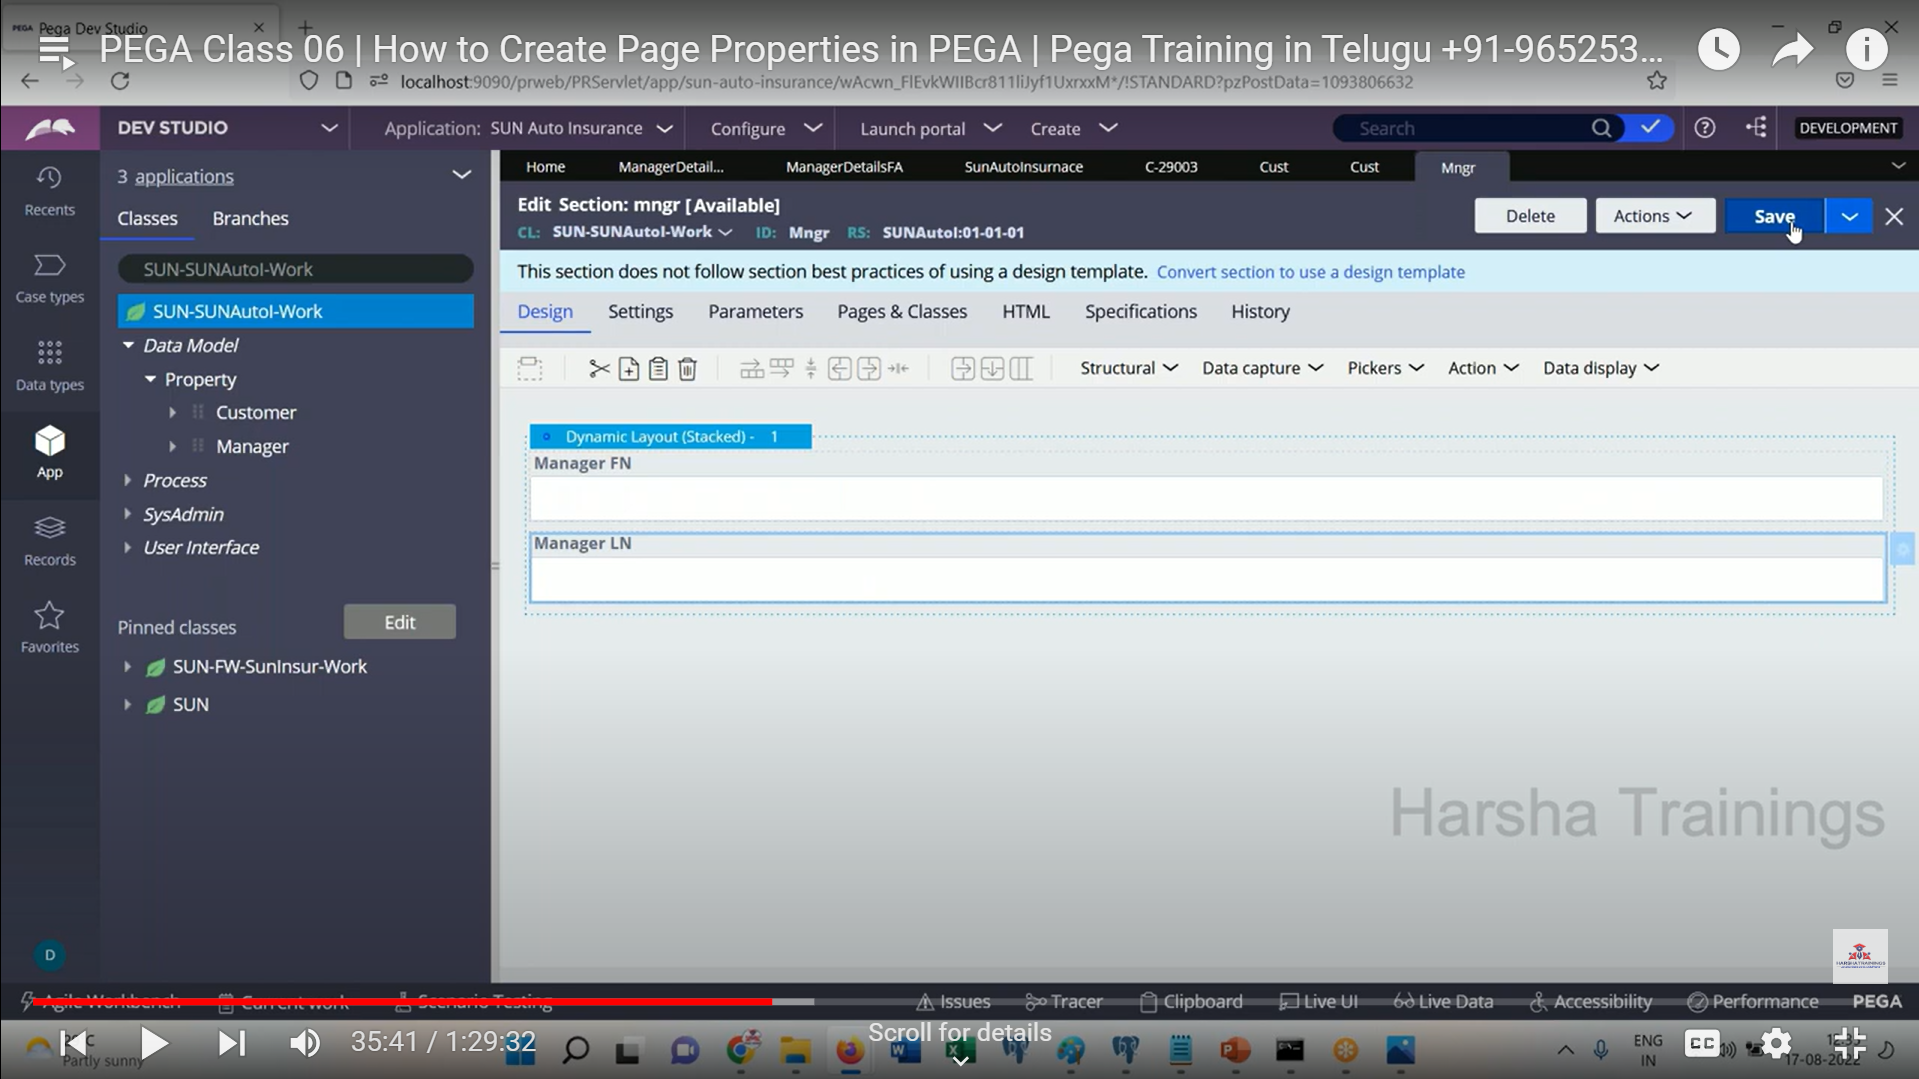 PEGA Pega Dev Studio
PEGA Class 06 | How to Create Page Properties in PEGA | Pega Training in Telugu +91-965253...
localhost:9090/prweb/PRServlet/app/sun-auto-insurance/wAcwn_FlEvkWIIBcr811liJyf1UxrxxM*/!STANDARD?pzPostData=1093806632
DEV STUDIO
Application: SUN Auto Insurance
Configure
Launch portal
Create
Search
DEVELOPMENT
Recents
Case types
Data types
App
Records
Favorites
D
3 applications
Classes
Branches
SUN-SUNAutoI-Work
SUN-SUNAutoI-Work
Data Model
Property
Customer
Manager
Process
SysAdmin
User Interface
Pinned classes
Edit
SUN-FW-SunInsur-Work
SUN
Home
ManagerDetail...
ManagerDetailsFA
SunAutoInsurnace
C-29003
Cust
Cust
Mngr
Edit Section: mngr [Available]
CL: SUN-SUNAutoI-Work ID: Mngr RS: SUNAutoI:01-01-01
Delete
Actions
Save
This section does not follow section best practices of using a design template. Convert section to use a design template
Design
Settings
Parameters
Pages & Classes
HTML
Specifications
History
Structural
Data capture
Pickers
Action
Data display
Dynamic Layout (Stacked) - 1
Manager FN
Manager LN
Harsha Trainings
HARSHA TRAININGS
Agile Workbench
Current work
Scenario Testing
Issues
Tracer
Clipboard
Live UI
Live Data
Accessibility
Performance
PEGA
Partly sunny
35:41 / 1:29:32
Scroll for details
ENG
IN
CC